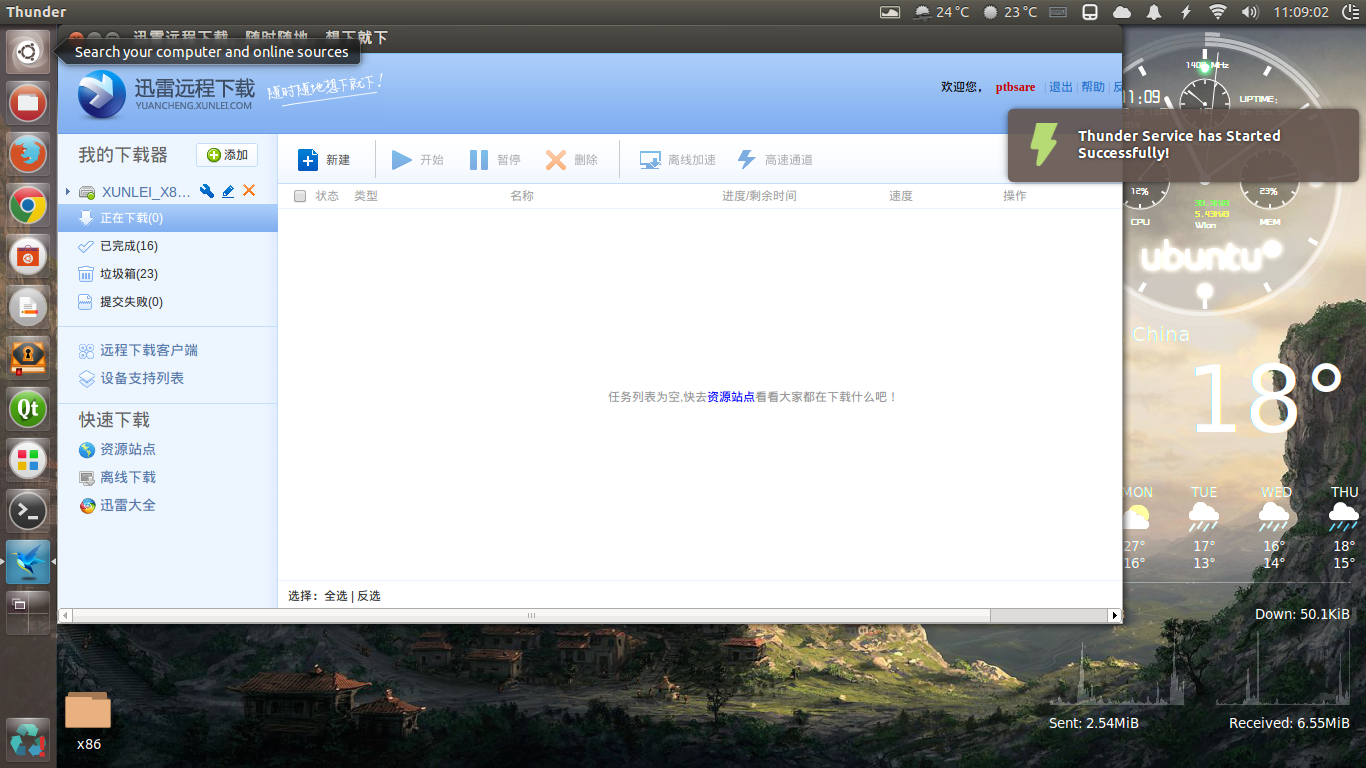 Thunder
24 °C
23 °C
11:09:02
迅雷远程下载 随时随地 想下就下
Search your computer and online sources
迅雷远程下载
YUANCHENG.XUNLEI.COM
随时随地想下就下!
欢迎您， ptbsare | 退出 | 帮助 | 反
我的下载器
添加
XUNLEI_X8...
正在下载(0)
已完成(16)
垃圾箱(23)
提交失败(0)
远程下载客户端
设备支持列表
快速下载
资源站点
离线下载
迅雷大全
新建
开始
暂停
删除
离线加速
高速通道
状态
类型
名称
进度/剩余时间
速度
操作
任务列表为空,快去资源站点看看大家都在下载什么吧！
选择：全选 | 反选
MHz
11:09
UPTIME:
Thunder Service has Started
Successfully!
12%
23%
CPU
5.43KiB
Wlan
MEM
ubuntu
China
18°
MON
TUE
WED
THU
27°
17°
16°
18°
16°
13°
14°
15°
Down: 50.1KiB
Sent: 2.54MiB
Received: 6.55MiB
Qt
x86